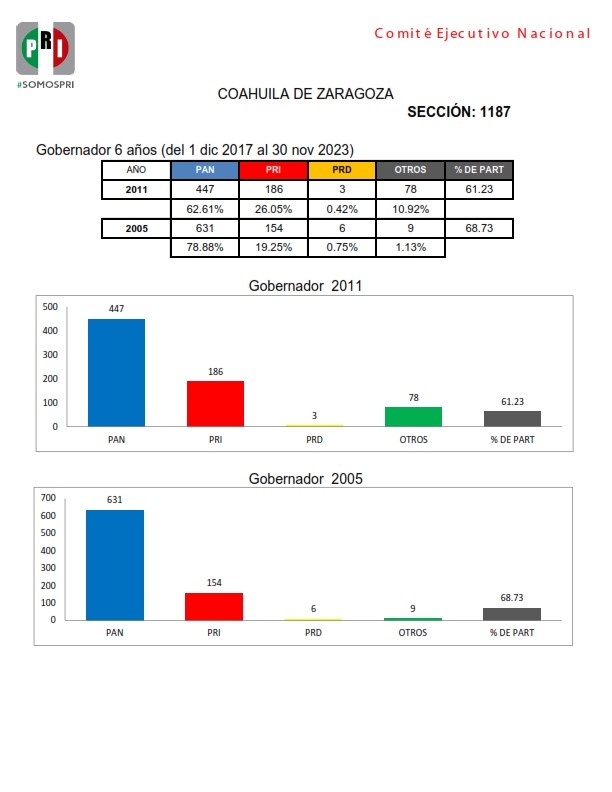 PRI
#SOMOSPRI
Comité Ejecutivo Nacional
COAHUILA DE ZARAGOZA
SECCIÓN: 1187
Gobernador 6 años (del 1 dic 2017 al 30 nov 2023)
AÑO PAN PRI PRD OTROS % DE PART
2011 447 186 3 78 61.23
62.61% 26.05% 0.42% 10.92%
2005 631 154 6 9 68.73
78.88% 19.25% 0.75% 1.13%
Gobernador 2011
500
400
300
200
100
0
447
186
3
78
61.23
PAN PRI PRD OTROS % DE PART
Gobernador 2005
700
600
500
400
300
200
100
0
631
154
6
9
68.73
PAN PRI PRD OTROS % DE PART